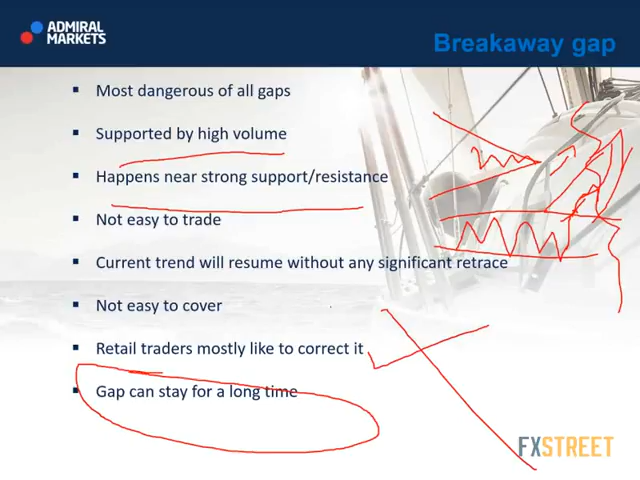 ADMIRAL
MARKETS
Breakaway gap
Most dangerous of all gaps
Supported by high volume
Happens near strong support/resistance
Not easy to trade
Current trend will resume without any significant retrace
Not easy to cover
Retail traders mostly like to correct it
Gap can stay for a long time
FXSTREET